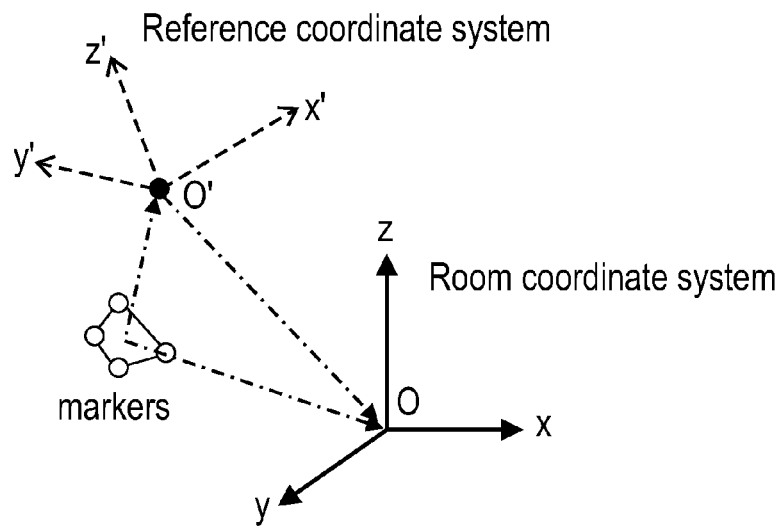 Reference coordinate system
z'
x'
y'
O'
z
Room coordinate system
markers
O
x
y